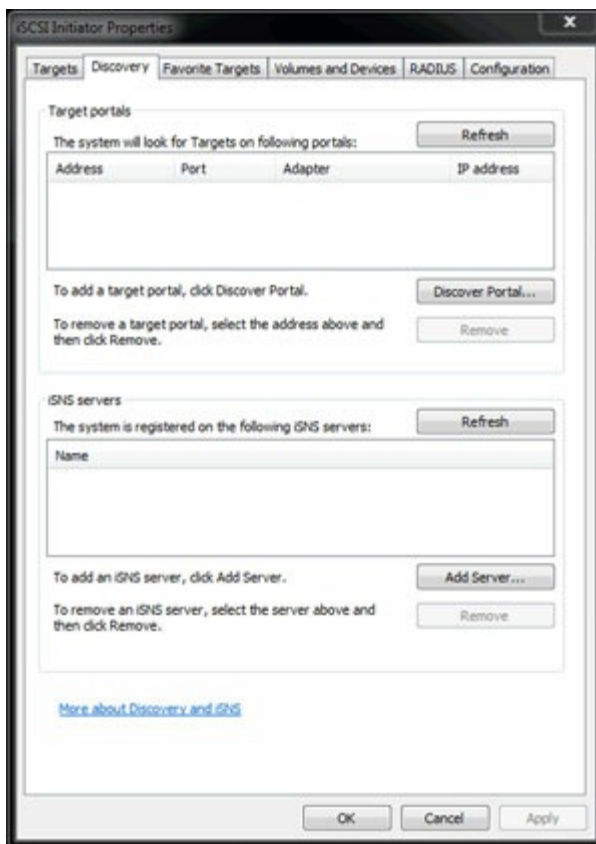 iSCSI Initiator Properties
Targets Discovery Favorite Targets Volumes and Devices RADIUS Configuration
Target portals
The system will look for Targets on following portals: Refresh
Address Port Adapter IP address
To add a target portal, click Discover Portal. Discover Portal...
To remove a target portal, select the address above and Remove
then click Remove.
iSNS servers
The system is registered on the following iSNS servers: Refresh
Name
To add an iSNS server, click Add Server. Add Server...
To remove an iSNS server, select the server above and Remove
then click Remove.
More about Discovery and iSNS
OK Cancel Apply